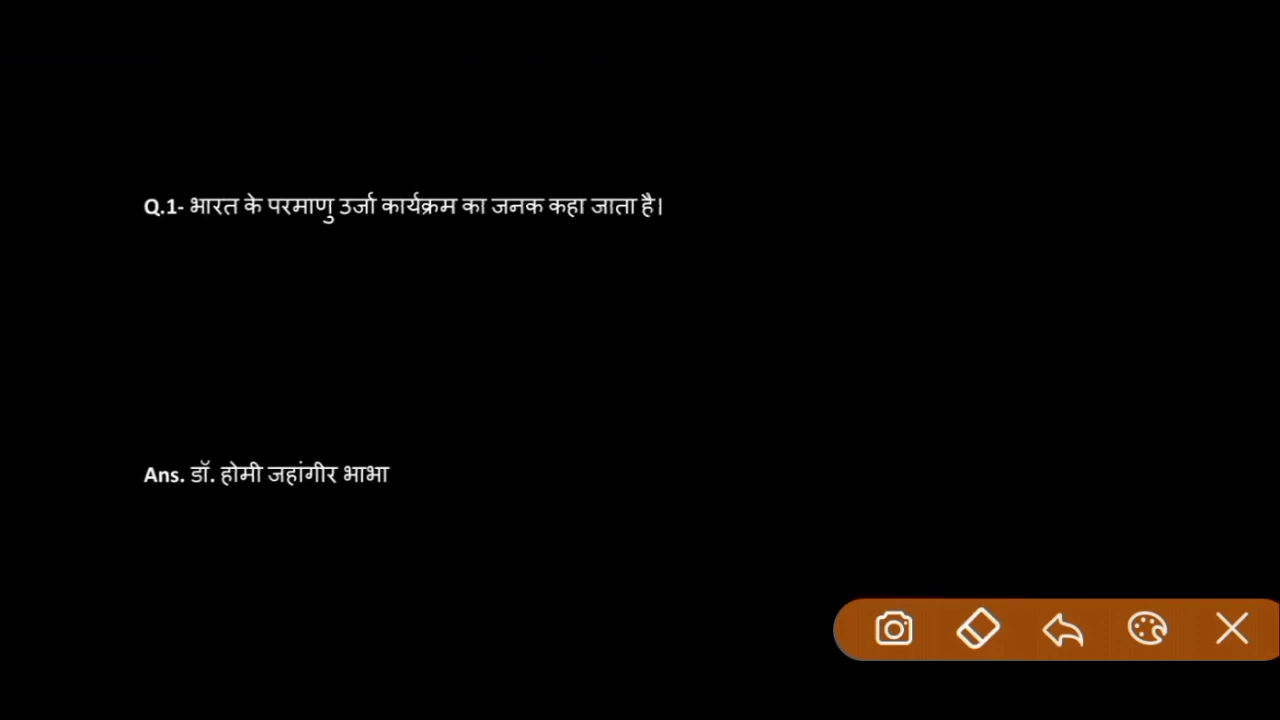 Q.1- भारत के परमाणु उर्जा कार्यक्रम का जनक कहा जाता है।
Ans. डॉ. होमी जहांगीर भाभा